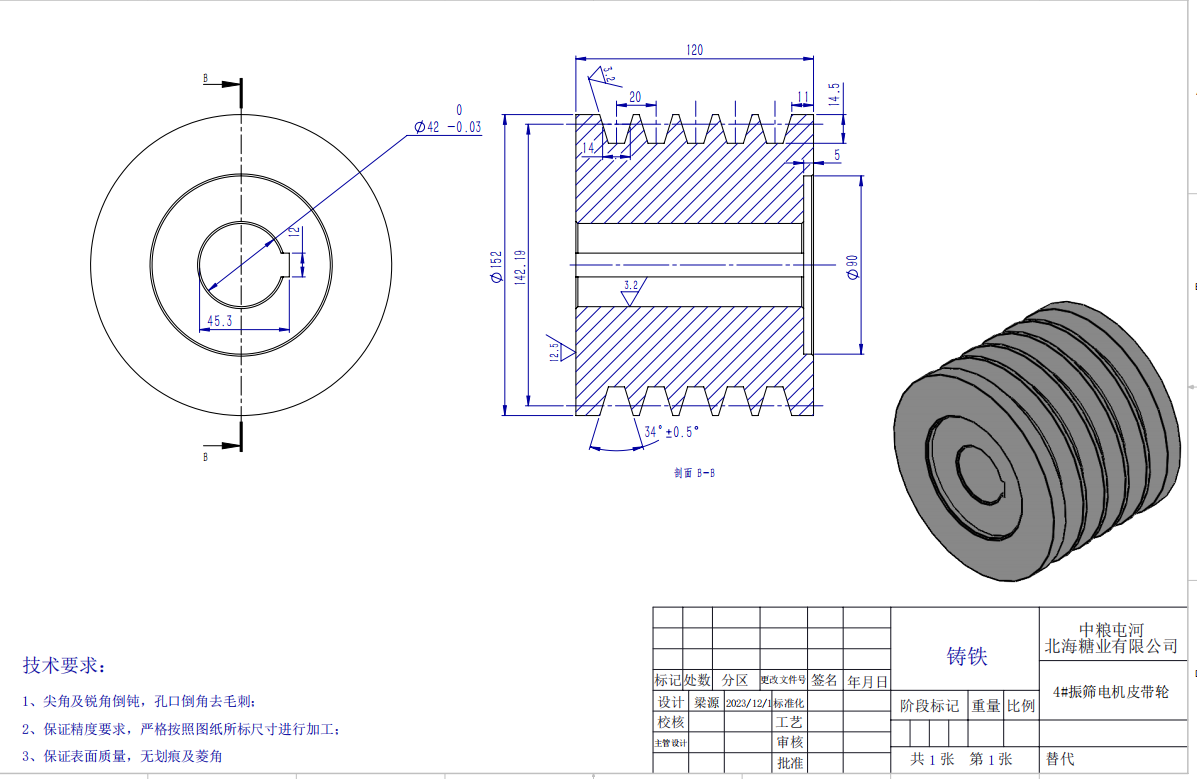 B
0
Ø42 -0.03
12
45.3
B
120
3.2
20
11
14.5
14
5
Ø152
142.19
Ø90
3.2
12.5
34°±0.5°
剖面 B-B
技术要求：
1、尖角及锐角倒钝，孔口倒角去毛刺；
2、保证精度要求，严格按照图纸所标尺寸进行加工；
3、保证表面质量，无划痕及菱角
标记 处数 分区 更改文件号 签名 年月日
设计 梁源 2023/12/1 标准化
校核 工艺
主管设计 审核
批准
铸铁
阶段标记 重量 比例
共 1 张 第 1 张
中粮屯河
北海糖业有限公司
4#振筛电机皮带轮
替代